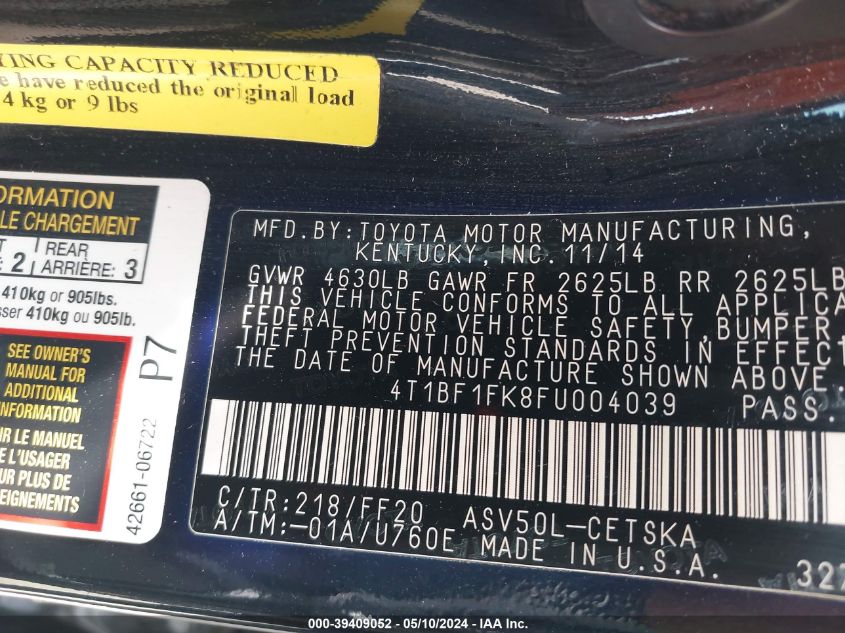 YING CAPACITY REDUCED
e have reduced the original load
4 kg or 9 lbs
ORMATION
LE CHARGEMENT
2 REAR
ARRIÈRE: 3
410kg or 905lbs.
sser 410kg ou 905lb.
SEE OWNER'S
MANUAL FOR
ADDITIONAL
INFORMATION
IR LE MANUEL
E L'USAGER
UR PLUS DE
EIGNEMENTS
P7
42661-06722
MFD.BY:TOYOTA MOTOR MANUFACTURING,
KENTUCKY, INC. 11/14
GVWR 4630LB GAWR FR 2625LB RR 2625LB
THIS VEHICLE CONFORMS TO ALL APPLICA
FEDERAL MOTOR VEHICLE SAFETY,BUMPER
THEFT PREVENTION STANDARDS IN EFFECT
THE DATE OF MANUFACTURE SHOWN ABOVE.
4T1BF1FK8FU004039 PASS.
C/TR:218/FF20 ASV50L-CETSKA
A/TM:-01A/U760E MADE IN U.S.A.
327
000-39409052 - 05/10/2024 - IAA Inc.